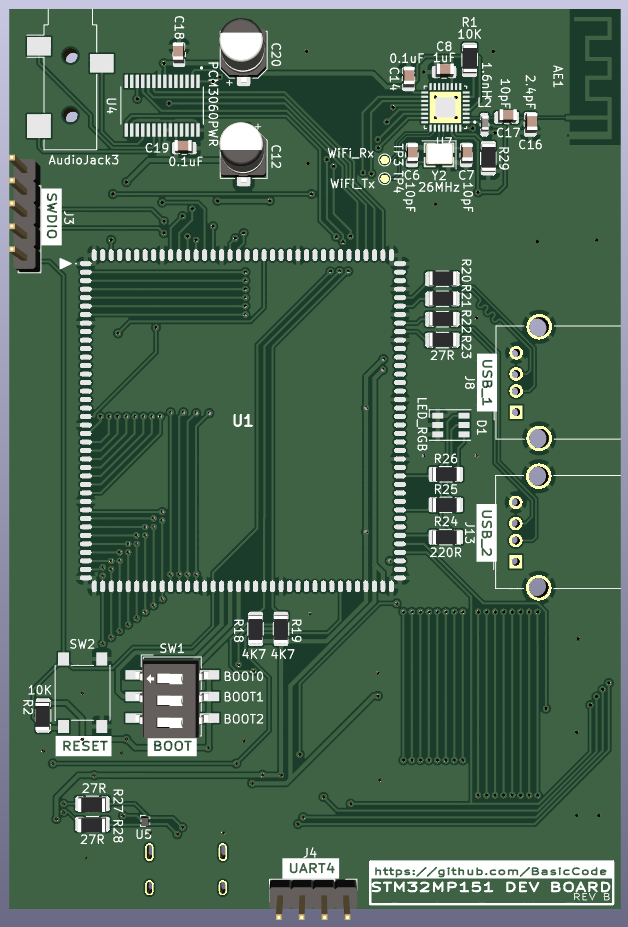 C18
C20
R1
10K
C8
1uF
0.1uF
C14
1.6nH
L2
10pF
C17
2.4pF
C16
AE1
U4
PCM3060PWR
AudioJack3
C19
0.1uF
C12
WiFi_Rx
TP3
WiFi_Tx
TP4
C6
10pF
Y2
26MHz
C7
10pF
R29
SWDIO
J3
R20
R21
R22
R23
27R
USB_1
J8
U1
LED_RGB
D1
R26
R25
R24
220R
USB_2
J13
R18
R19
4K7
4K7
SW2
SW1
BOOT0
BOOT1
BOOT2
10K
R2
RESET
BOOT
27R
R27
R28
27R
U5
J4
UART4
https://github.com/BasicCode
STM32MP151 DEV BOARD
REV B